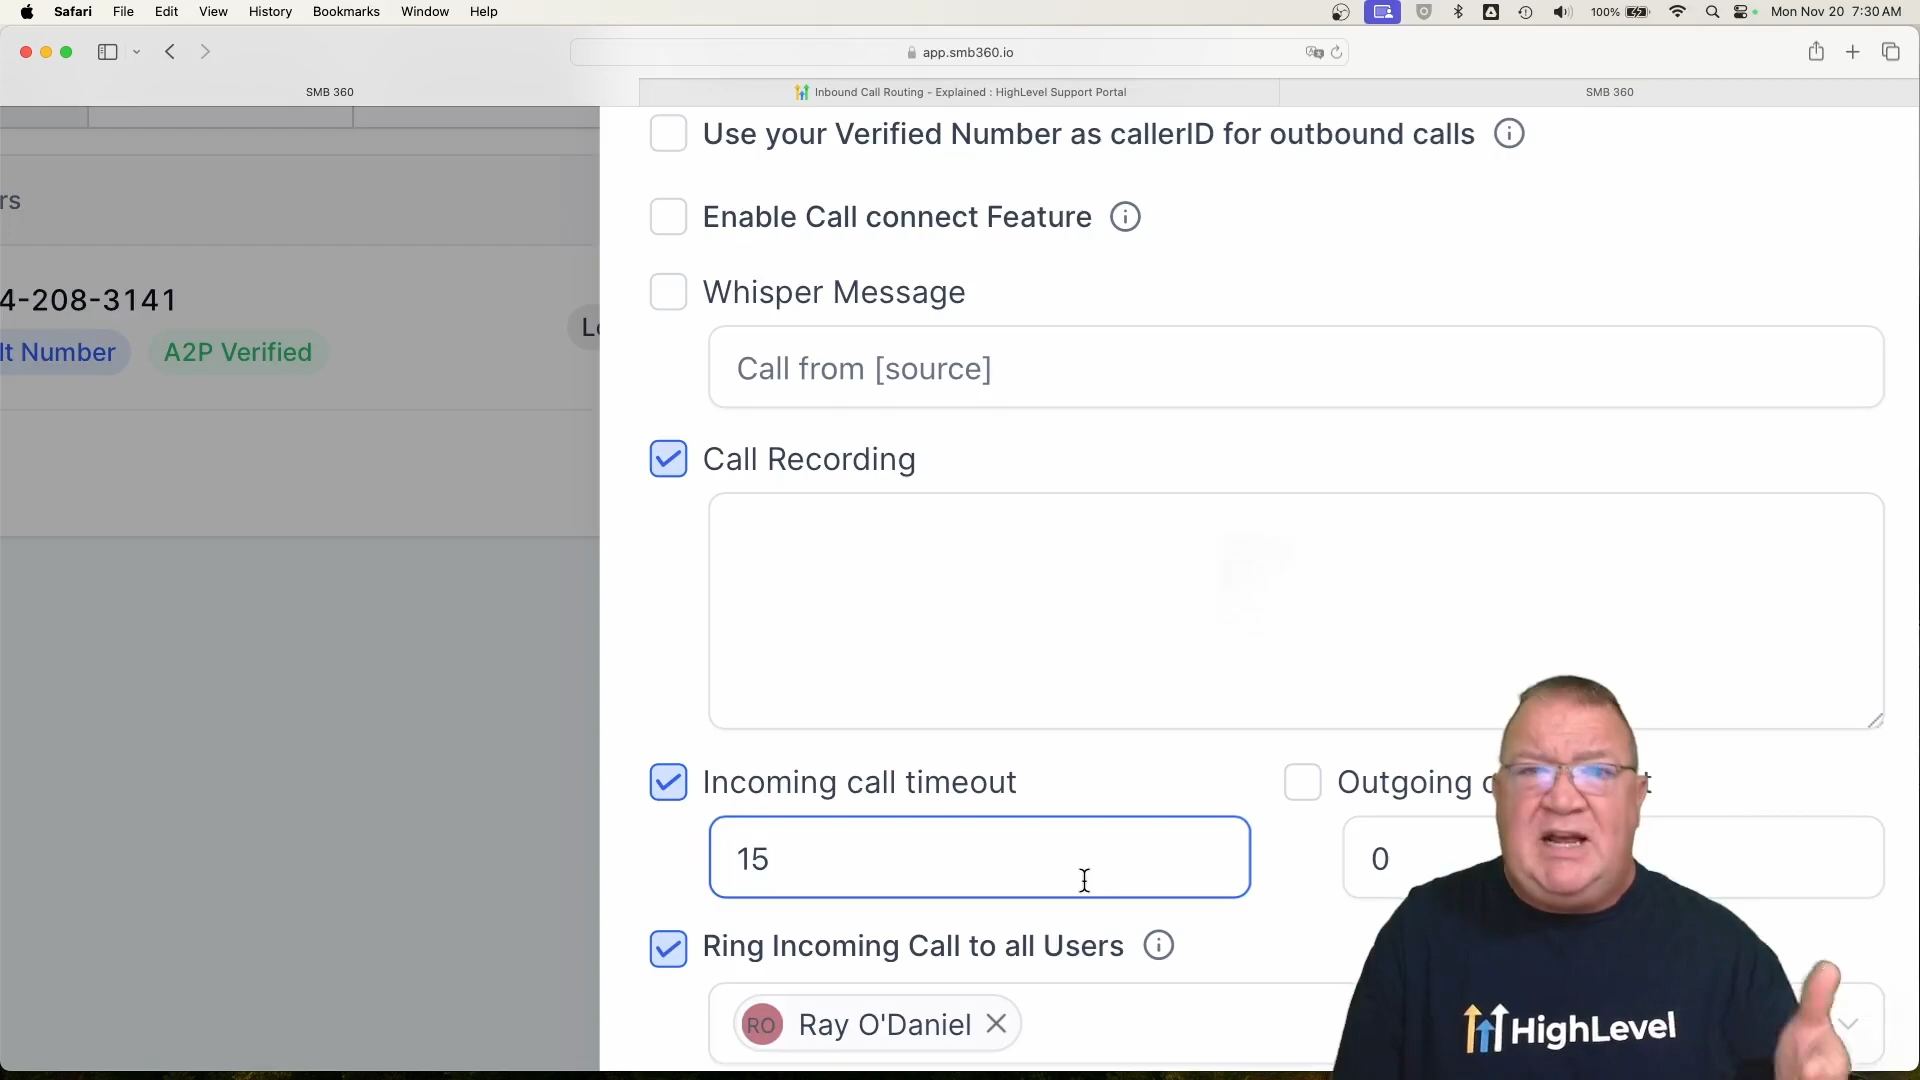 Safari File Edit View History Bookmarks Window Help 100% Mon Nov 20 7:30 AM
app.smb360.io
SMB 360
Inbound Call Routing - Explained : HighLevel Support Portal
SMB 360
Use your Verified Number as callerID for outbound calls
rs
Enable Call connect Feature
Whisper Message
4-208-3141
lt Number
A2P Verified
Call from [source]
Call Recording
Incoming call timeout
Outgoing
15
0
Ring Incoming Call to all Users
RO Ray O'Daniel
HighLevel